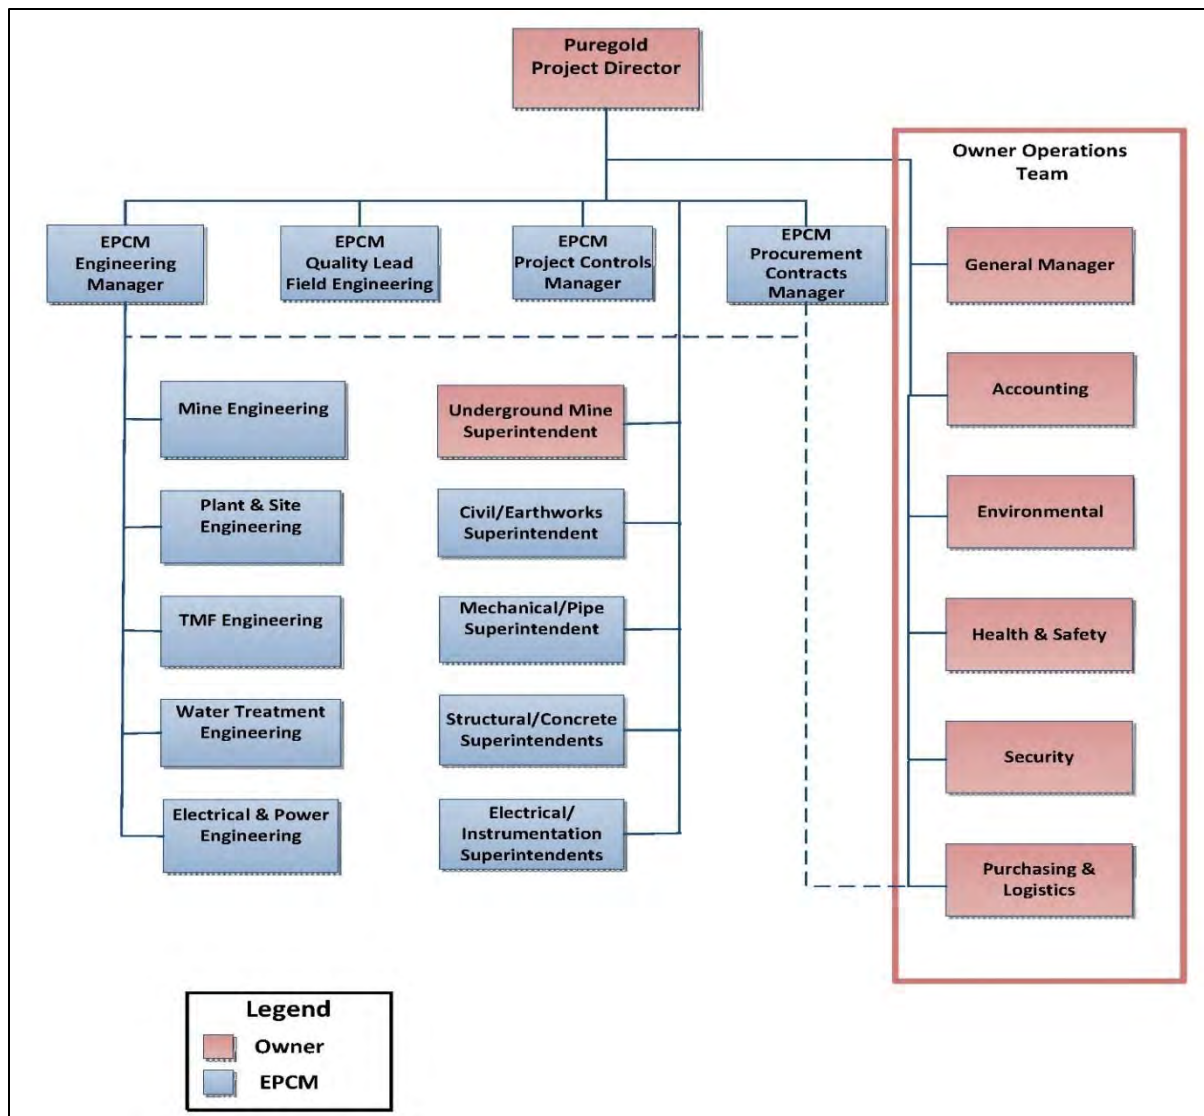 Puregold
Project Director
Owner Operations
Team
EPCM
Engineering
Manager
EPCM
Quality Lead
Field Engineering
EPCM
Project Controls
Manager
EPCM
Procurement
Contracts
Manager
General Manager
Mine Engineering
Underground Mine
Superintendent
Accounting
Plant & Site
Engineering
Civil/Earthworks
Superintendent
Environmental
TMF Engineering
Mechanical/Pipe
Superintendent
Health & Safety
Water Treatment
Engineering
Structural/Concrete
Superintendents
Security
Electrical & Power
Engineering
Electrical/
Instrumentation
Superintendents
Purchasing &
Logistics
Legend
Owner
EPCM